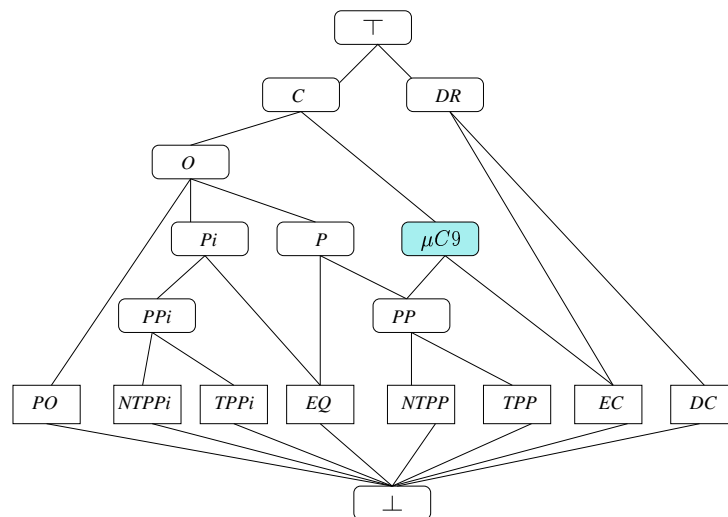 ⊤
C DR
O
Pi P μC9
PPi PP
PO NTPPi TPPi EQ NTPP TPP EC DC
⊥